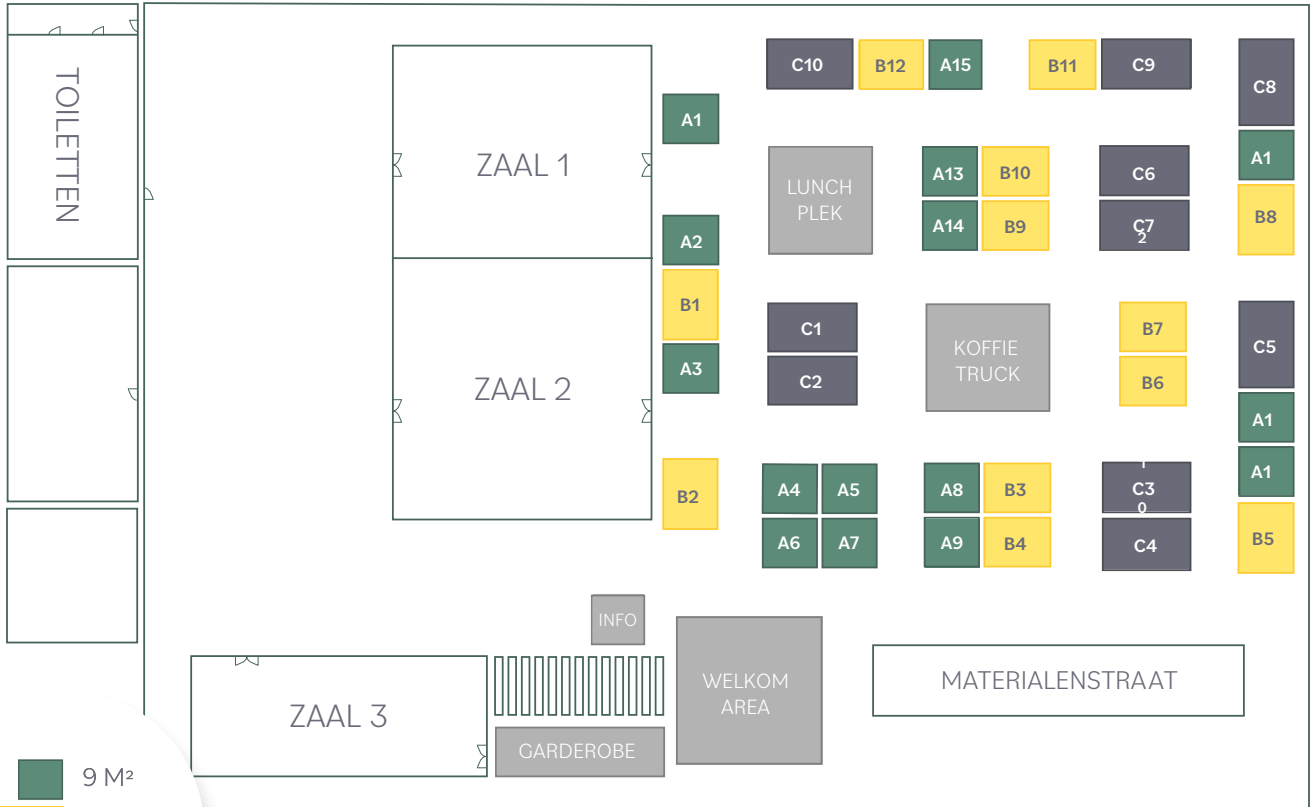 TOILETTEN
ZAAL 1
ZAAL 2
ZAAL 3
C10 B12 A15 B11 C9
C8
A1
A1
B8
A13 B10 C6
A14 B9 C7
2
LUNCH
PLEK
A2
B1
A3
B2
C1
C2
KOFFIE
TRUCK
B7
B6
C5
A1
A1
B5
A4 A5 A8 B3 C3
0
A6 A7 A9 B4 C4
INFO
WELKOM
AREA
GARDEROBE
MATERIALENSTRAAT
9 M²